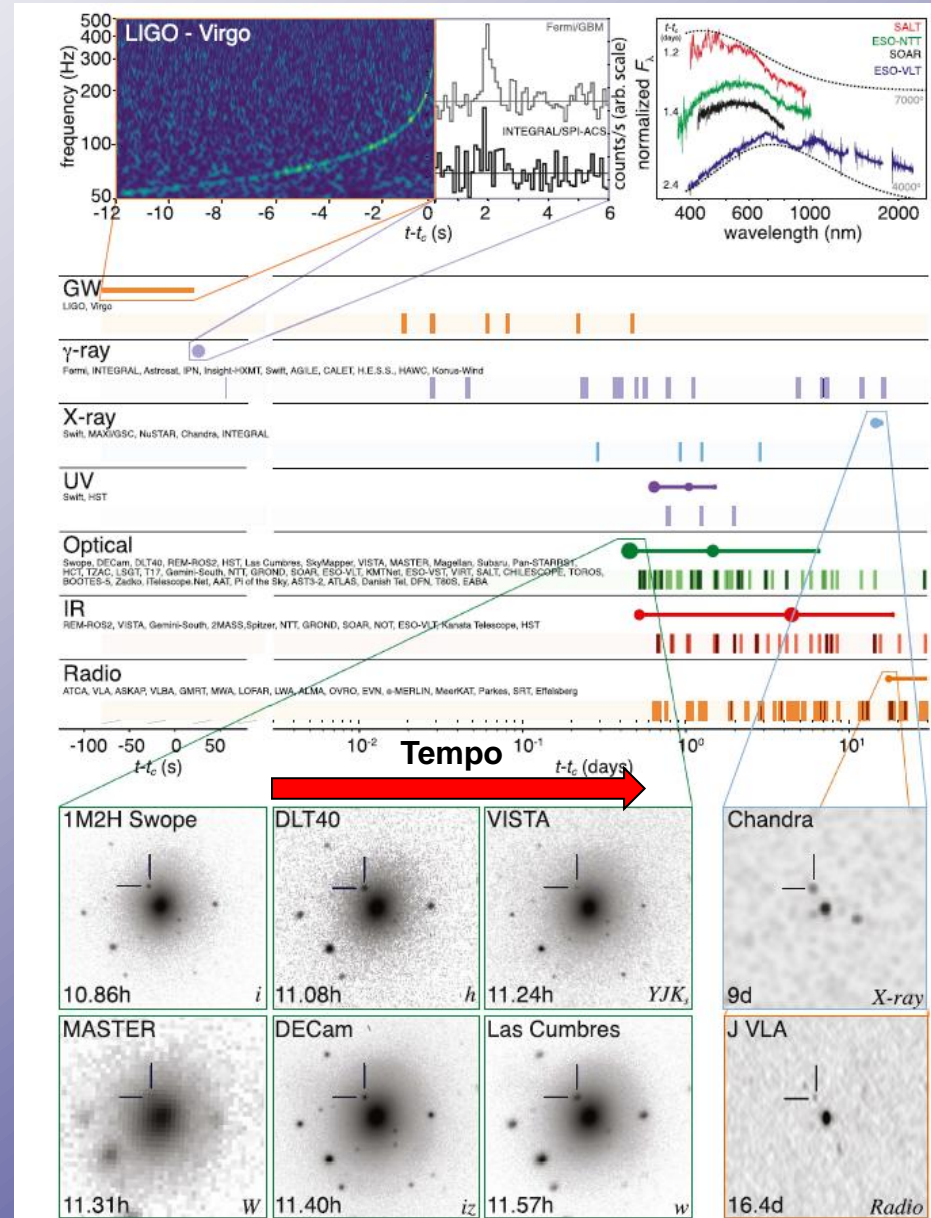 LIGO - Virgo
frequency (Hz)
500
400
300
200
100
50
-12 -10 -8 -6 -4 -2 0 2 4 6
t-tc (s)
Fermi/GBM
INTEGRAL/SPI-ACS
counts/s (arb. scale)
normalized Fλ
t-tc
(days)
1.2
1.4
2.4
SALT
ESO-NTT
SOAR
ESO-VLT
7000°
4000°
400 600 1000 2000
wavelength (nm)
GW
LIGO, Virgo
γ-ray
Fermi, INTEGRAL, Astrosat, IPN, Insight-HXMT, Swift, AGILE, CALET, H.E.S.S., HAWC, Konus-Wind
X-ray
Swift, MAXI/GSC, NuSTAR, Chandra, INTEGRAL
UV
Swift, HST
Optical
Swope, DECam, DLT40, REM-ROS2, HST, Las Cumbres, SkyMapper, VISTA, MASTER, Magellan, Subaru, Pan-STARRS1,
HCT, TZAC, LSGT, T17, Gemini-South, NTT, GROND, SOAR, ESO-VLT, KMTNet, ESO-VST, VIRT, SALT, CHILESCOPE, TOROS,
BOOTES-5, Zadko, iTelescope.Net, AAT, Pi of the Sky, AST3-2, ATLAS, Danish Tel, DFN, T80S, EABA
IR
REM-ROS2, VISTA, Gemini-South, 2MASS,Spitzer, NTT, GROND, SOAR, NOT, ESO-VLT, Kanata Telescope, HST
Radio
ATCA, VLA, ASKAP, VLBA, GMRT, MWA, LOFAR, LWA, ALMA, OVRO, EVN, e-MERLIN, MeerKAT, Parkes, SRT, Effelsberg
-100 -50 0 50
t-tc (s)
10-2 10-1 100 101
Tempo
t-tc (days)
1M2H Swope
10.86h i
DLT40
11.08h h
VISTA
11.24h YJKs
Chandra
9d X-ray
MASTER
11.31h W
DECam
11.40h iz
Las Cumbres
11.57h w
J VLA
16.4d Radio